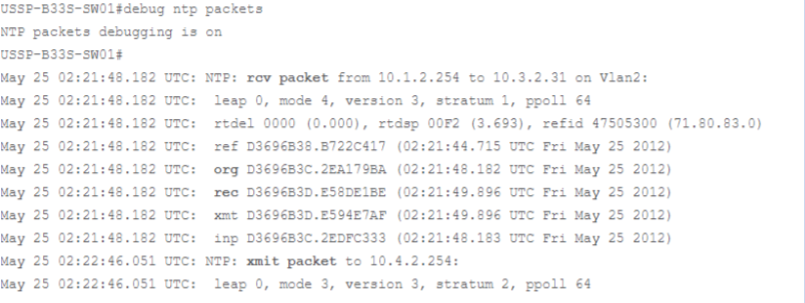 USSP-B33S-SW01#debug ntp packets
NTP packets debugging is on
USSP-B33S-SW01#
May 25 02:21:48.182 UTC: NTP: rcv packet from 10.1.2.254 to 10.3.2.31 on Vlan2:
May 25 02:21:48.182 UTC:  leap 0, mode 4, version 3, stratum 1, ppoll 64
May 25 02:21:48.182 UTC:  rtdel 0000 (0.000), rtdsp 00F2 (3.693), refid 47505300 (71.80.83.0)
May 25 02:21:48.182 UTC:  ref D3696B38.B722C417 (02:21:44.715 UTC Fri May 25 2012)
May 25 02:21:48.182 UTC:  org D3696B3C.2EA179BA (02:21:48.182 UTC Fri May 25 2012)
May 25 02:21:48.182 UTC:  rec D3696B3D.E58DE1BE (02:21:49.896 UTC Fri May 25 2012)
May 25 02:21:48.182 UTC:  xmt D3696B3D.E594E7AF (02:21:49.896 UTC Fri May 25 2012)
May 25 02:21:48.182 UTC:  inp D3696B3C.2EDFC333 (02:21:48.183 UTC Fri May 25 2012)
May 25 02:22:46.051 UTC: NTP: xmit packet to 10.4.2.254:
May 25 02:22:46.051 UTC:  leap 0, mode 3, version 3, stratum 2, ppoll 64